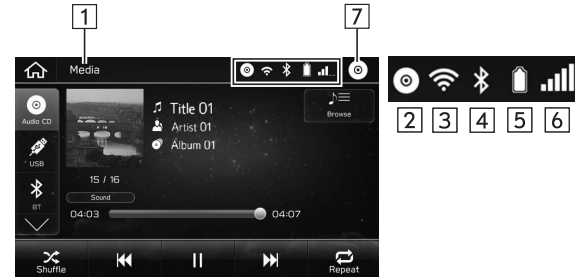 1
7
Media
Audio CD
Title 01
Artist 01
Album 01
Browse
USB
15 / 16
Sound
BT
04:03
04:07
Shuffle
Repeat
2 3 4 5 6